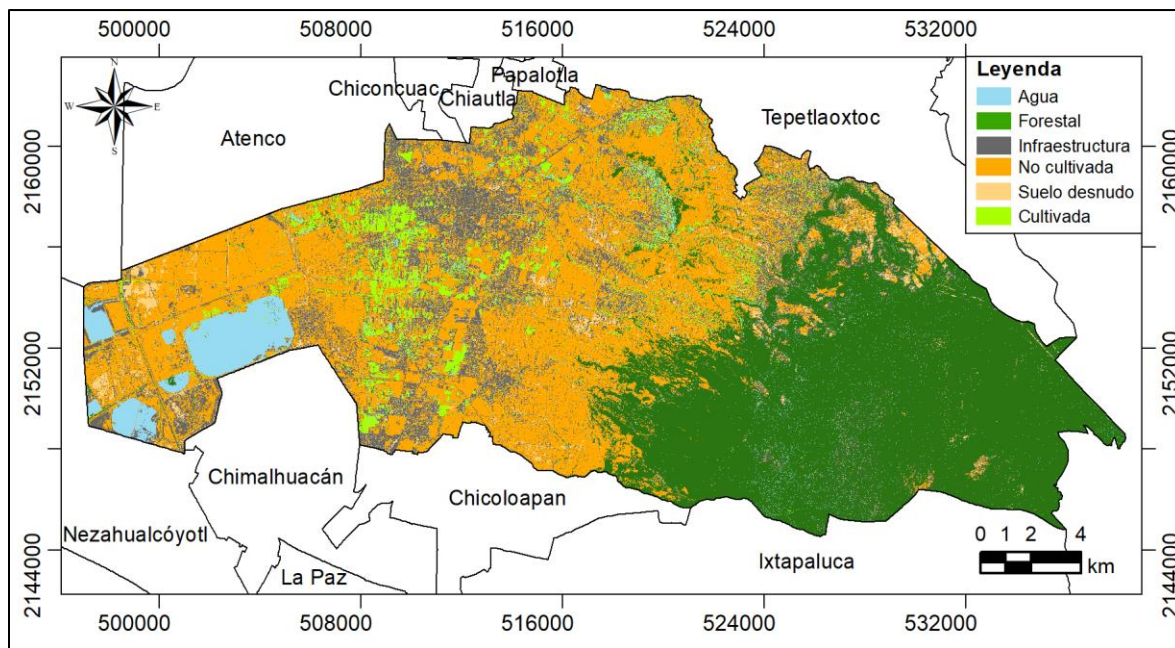 500000 508000 516000 524000 532000
N
W E
S
Papalotla
Chiconcuac
Chiautla
Tepetlaoxtoc
Atenco
Leyenda
Agua
Forestal
Infraestructura
No cultivada
Suelo desnudo
Cultivada
2160000
2160000
2152000
2152000
Chimalhuacán
Chicoloapan
Nezahualcóyotl
La Paz
Ixtapaluca
0 1 2 4
km
2144000
2144000
500000 508000 516000 524000 532000